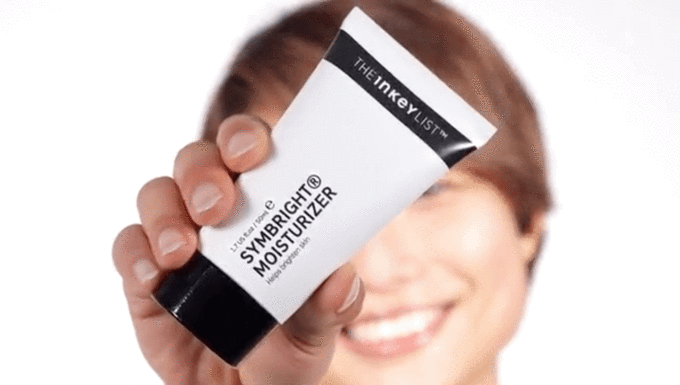 THE INKEY LIST™
1.7 US fl.oz / 50ml ℮
SYMBRIGHT®
MOISTURIZER
Helps brighten skin